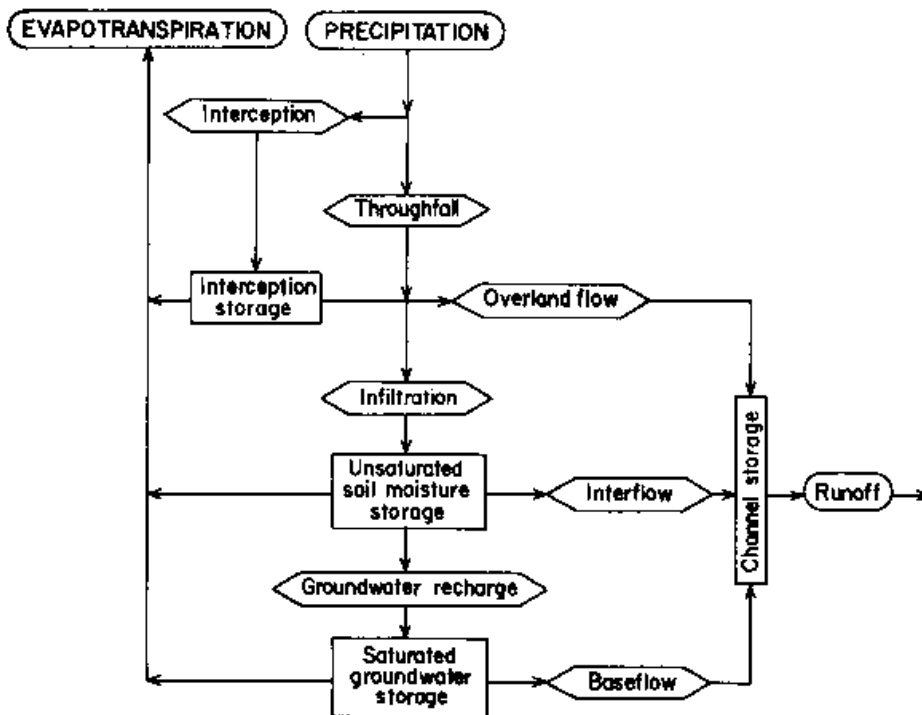 EVAPOTRANSPIRATION
PRECIPITATION
Interception
Throughfall
Interception
storage
Overland flow
Infiltration
Unsaturated
soil moisture
storage
Interflow
Channel storage
Runoff
Groundwater recharge
Saturated
groundwater
storage
Baseflow